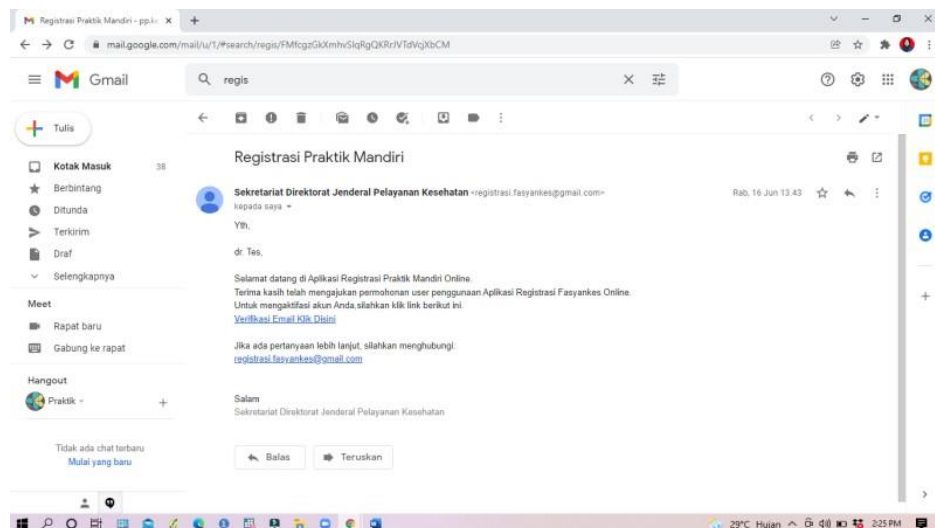 Registrasi Praktik Mandiri - pp.k
mail.google.com/mail/u/1/#search/regis/FMfcgzGkXmhvSlqRgQKRrJVTdVcjXbCM
Gmail
regis
Tulis
Kotak Masuk 38
Berbintang
Ditunda
Terkirim
Draf
Selengkapnya
Meet
Rapat baru
Gabung ke rapat
Hangout
Praktik
Tidak ada chat terbaru
Mulai yang baru
Registrasi Praktik Mandiri
Sekretariat Direktorat Jenderal Pelayanan Kesehatan <registrasi.fasyankes@gmail.com>
Rab, 16 Jun 13.43
kepada saya
Yth,
dr. Tes,
Selamat datang di Aplikasi Registrasi Praktik Mandiri Online.
Terima kasih telah mengajukan permohonan user penggunaan Aplikasi Registrasi Fasyankes Online.
Untuk mengaktifasi akun Anda,silahkan klik link berikut ini.
Verifikasi Email Klik Disini
Jika ada pertanyaan lebih lanjut, silahkan menghubungi:
registrasi.fasyankes@gmail.com
Salam
Sekretariat Direktorat Jenderal Pelayanan Kesehatan
Balas
Teruskan
29°C Hujan
2:25 PM